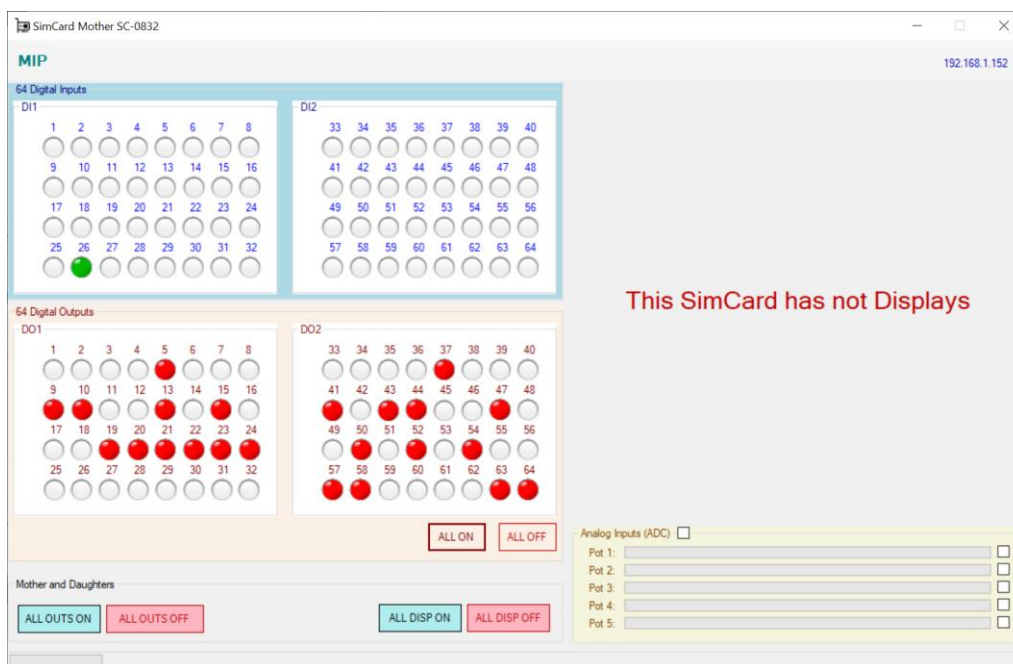 SimCard Mother SC-0832
MIP
192.168.1.152
64 Digital Inputs
DI1
DI2
1 2 3 4 5 6 7 8
33 34 35 36 37 38 39 40
9 10 11 12 13 14 15 16
41 42 43 44 45 46 47 48
17 18 19 20 21 22 23 24
49 50 51 52 53 54 55 56
25 26 27 28 29 30 31 32
57 58 59 60 61 62 63 64
This SimCard has not Displays
64 Digital Outputs
DO1
DO2
1 2 3 4 5 6 7 8
33 34 35 36 37 38 39 40
9 10 11 12 13 14 15 16
41 42 43 44 45 46 47 48
17 18 19 20 21 22 23 24
49 50 51 52 53 54 55 56
25 26 27 28 29 30 31 32
57 58 59 60 61 62 63 64
ALL ON
ALL OFF
Analog Inputs (ADC)
Pot 1:
Pot 2:
Pot 3:
Pot 4:
Pot 5:
Mother and Daughters
ALL OUTS ON
ALL OUTS OFF
ALL DISP ON
ALL DISP OFF